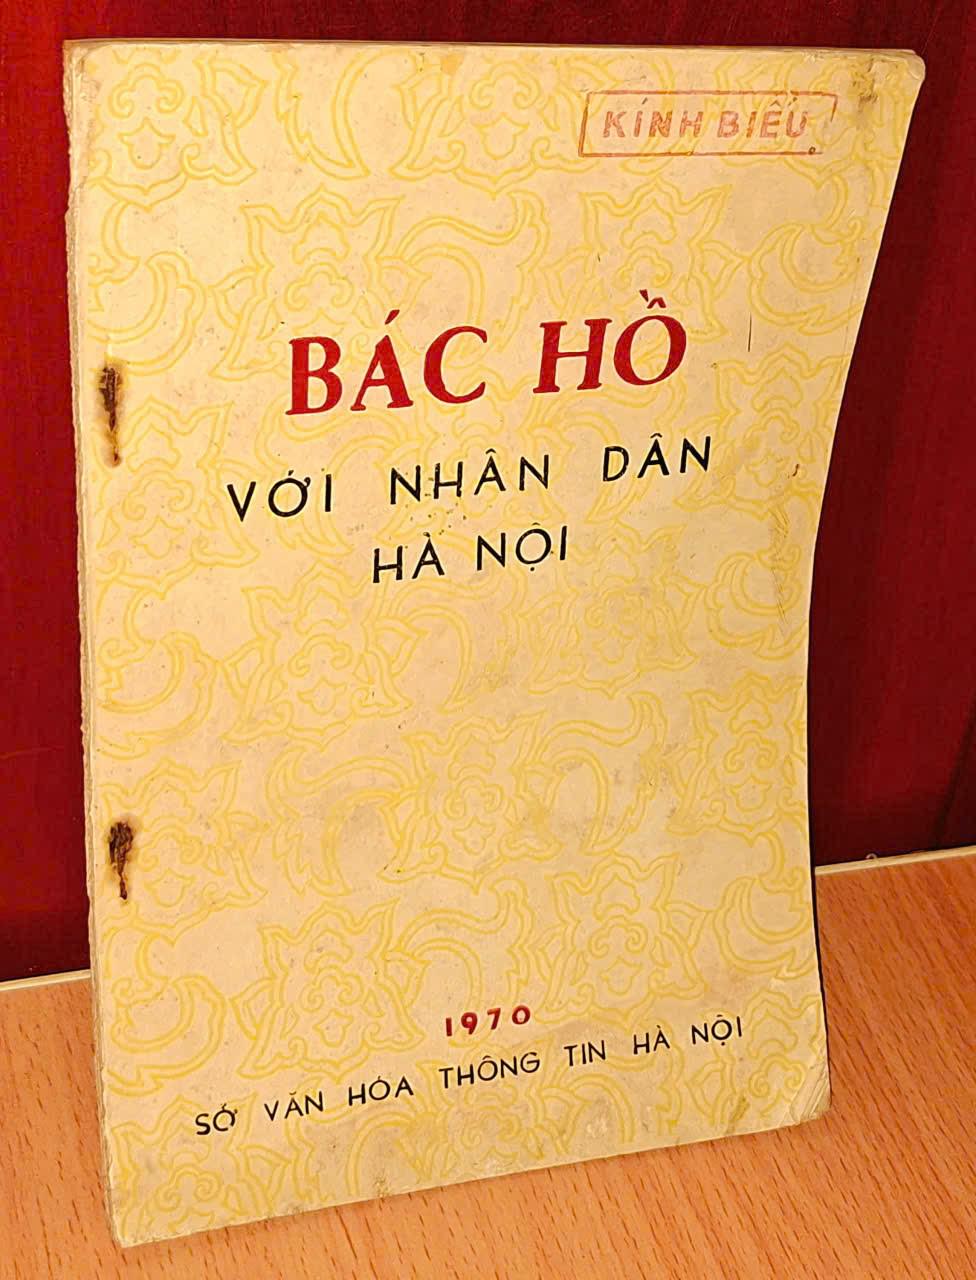 KÍNH BIẾU
BÁC HỒ
VỚI NHÂN DÂN
HÀ NỘI
1970
SỞ VĂN HÓA THÔNG TIN HÀ NỘI